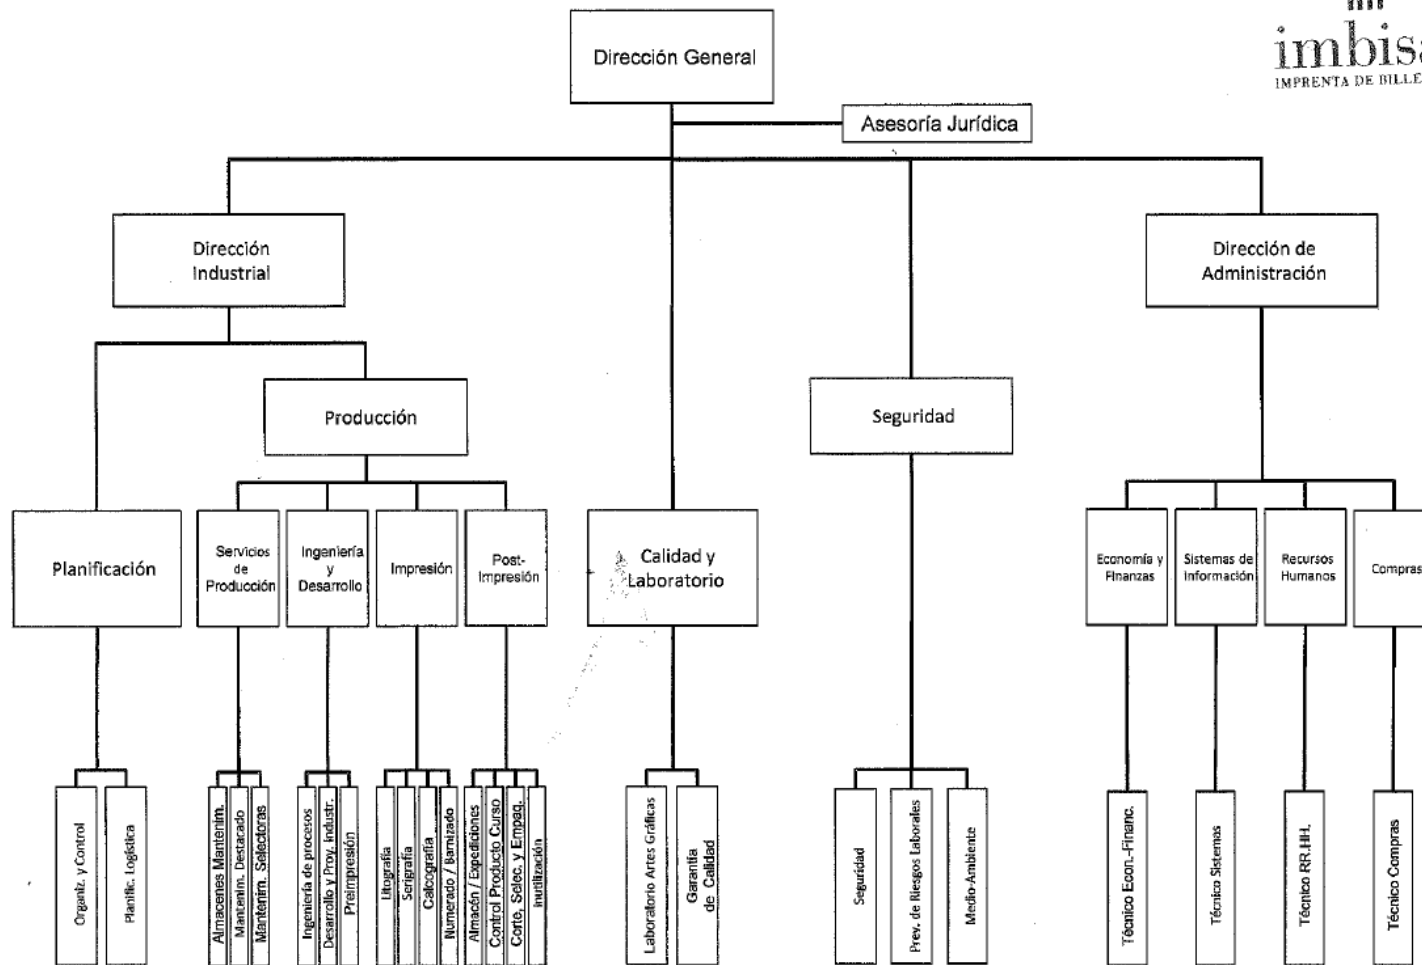 Dirección General
imbisa
IMPRENTA DE BILLE
Asesoría Jurídica
Dirección
Industrial
Dirección de
Administración
Producción
Seguridad
Planificación
Servicios
de
Producción
Ingeniería
y
Desarrollo
Impresión
Post-
Impresión
Calidad y
Laboratorio
Economía y
Finanzas
Sistemas de
Información
Recursos
Humanos
Compras
Organiz. y Control
Planific. Logística
Almacenes Mantenim.
Mantenim. Destacado
Mantenim. Selectoras
Ingeniería de procesos
Desarrollo y Proy. Industr.
Preimpresión
Litografía
Serigrafía
Calcografía
Numerado / Barnizado
Almacén / Expediciones
Control Producto Curso
Corte, Selec. y Empaq.
Inutilización
Laboratorio Artes Gráficas
Garantía
de Calidad
Seguridad
Prev. de Riesgos Laborales
Medio-Ambiente
Técnico Econ.-Financ.
Técnico Sistemas
Técnico RR.HH.
Técnico Compras